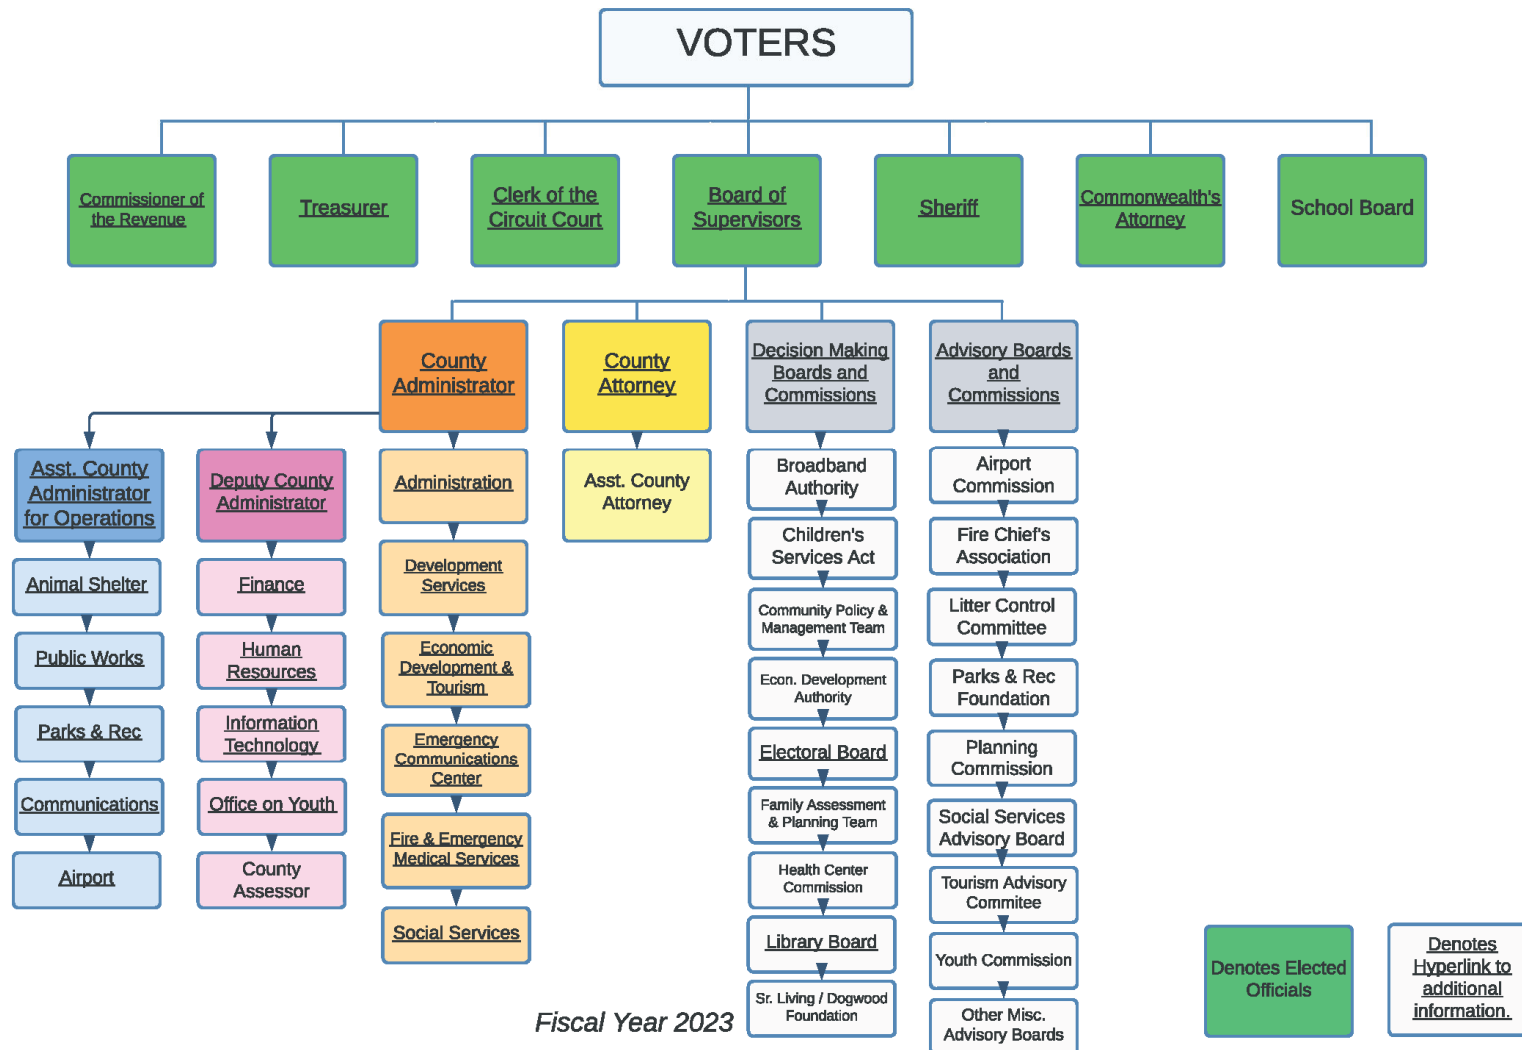 VOTERS
Commissioner of
the Revenue
Treasurer
Clerk of the
Circuit Court
Board of
Supervisors
Sheriff
Commonwealth's
Attorney
School Board
County
Administrator
County
Attorney
Decision Making
Boards and
Commissions
Advisory Boards
and
Commissions
Asst. County
Administrator
for Operations
Animal Shelter
Public Works
Parks & Rec
Communications
Airport
Deputy County
Administrator
Finance
Human
Resources
Information
Technology
Office on Youth
County
Assessor
Administration
Development
Services
Economic
Development &
Tourism
Emergency
Communications
Center
Fire & Emergency
Medical Services
Social Services
Asst. County
Attorney
Broadband
Authority
Children's
Services Act
Community Policy &
Management Team
Econ. Development
Authority
Electoral Board
Family Assessment
& Planning Team
Health Center
Commission
Library Board
Sr. Living / Dogwood
Foundation
Airport
Commission
Fire Chief's
Association
Litter Control
Committee
Parks & Rec
Foundation
Planning
Commission
Social Services
Advisory Board
Tourism Advisory
Commitee
Youth Commission
Other Misc.
Advisory Boards
Fiscal Year 2023
Denotes Elected
Officials
Denotes
Hyperlink to
additional
information.